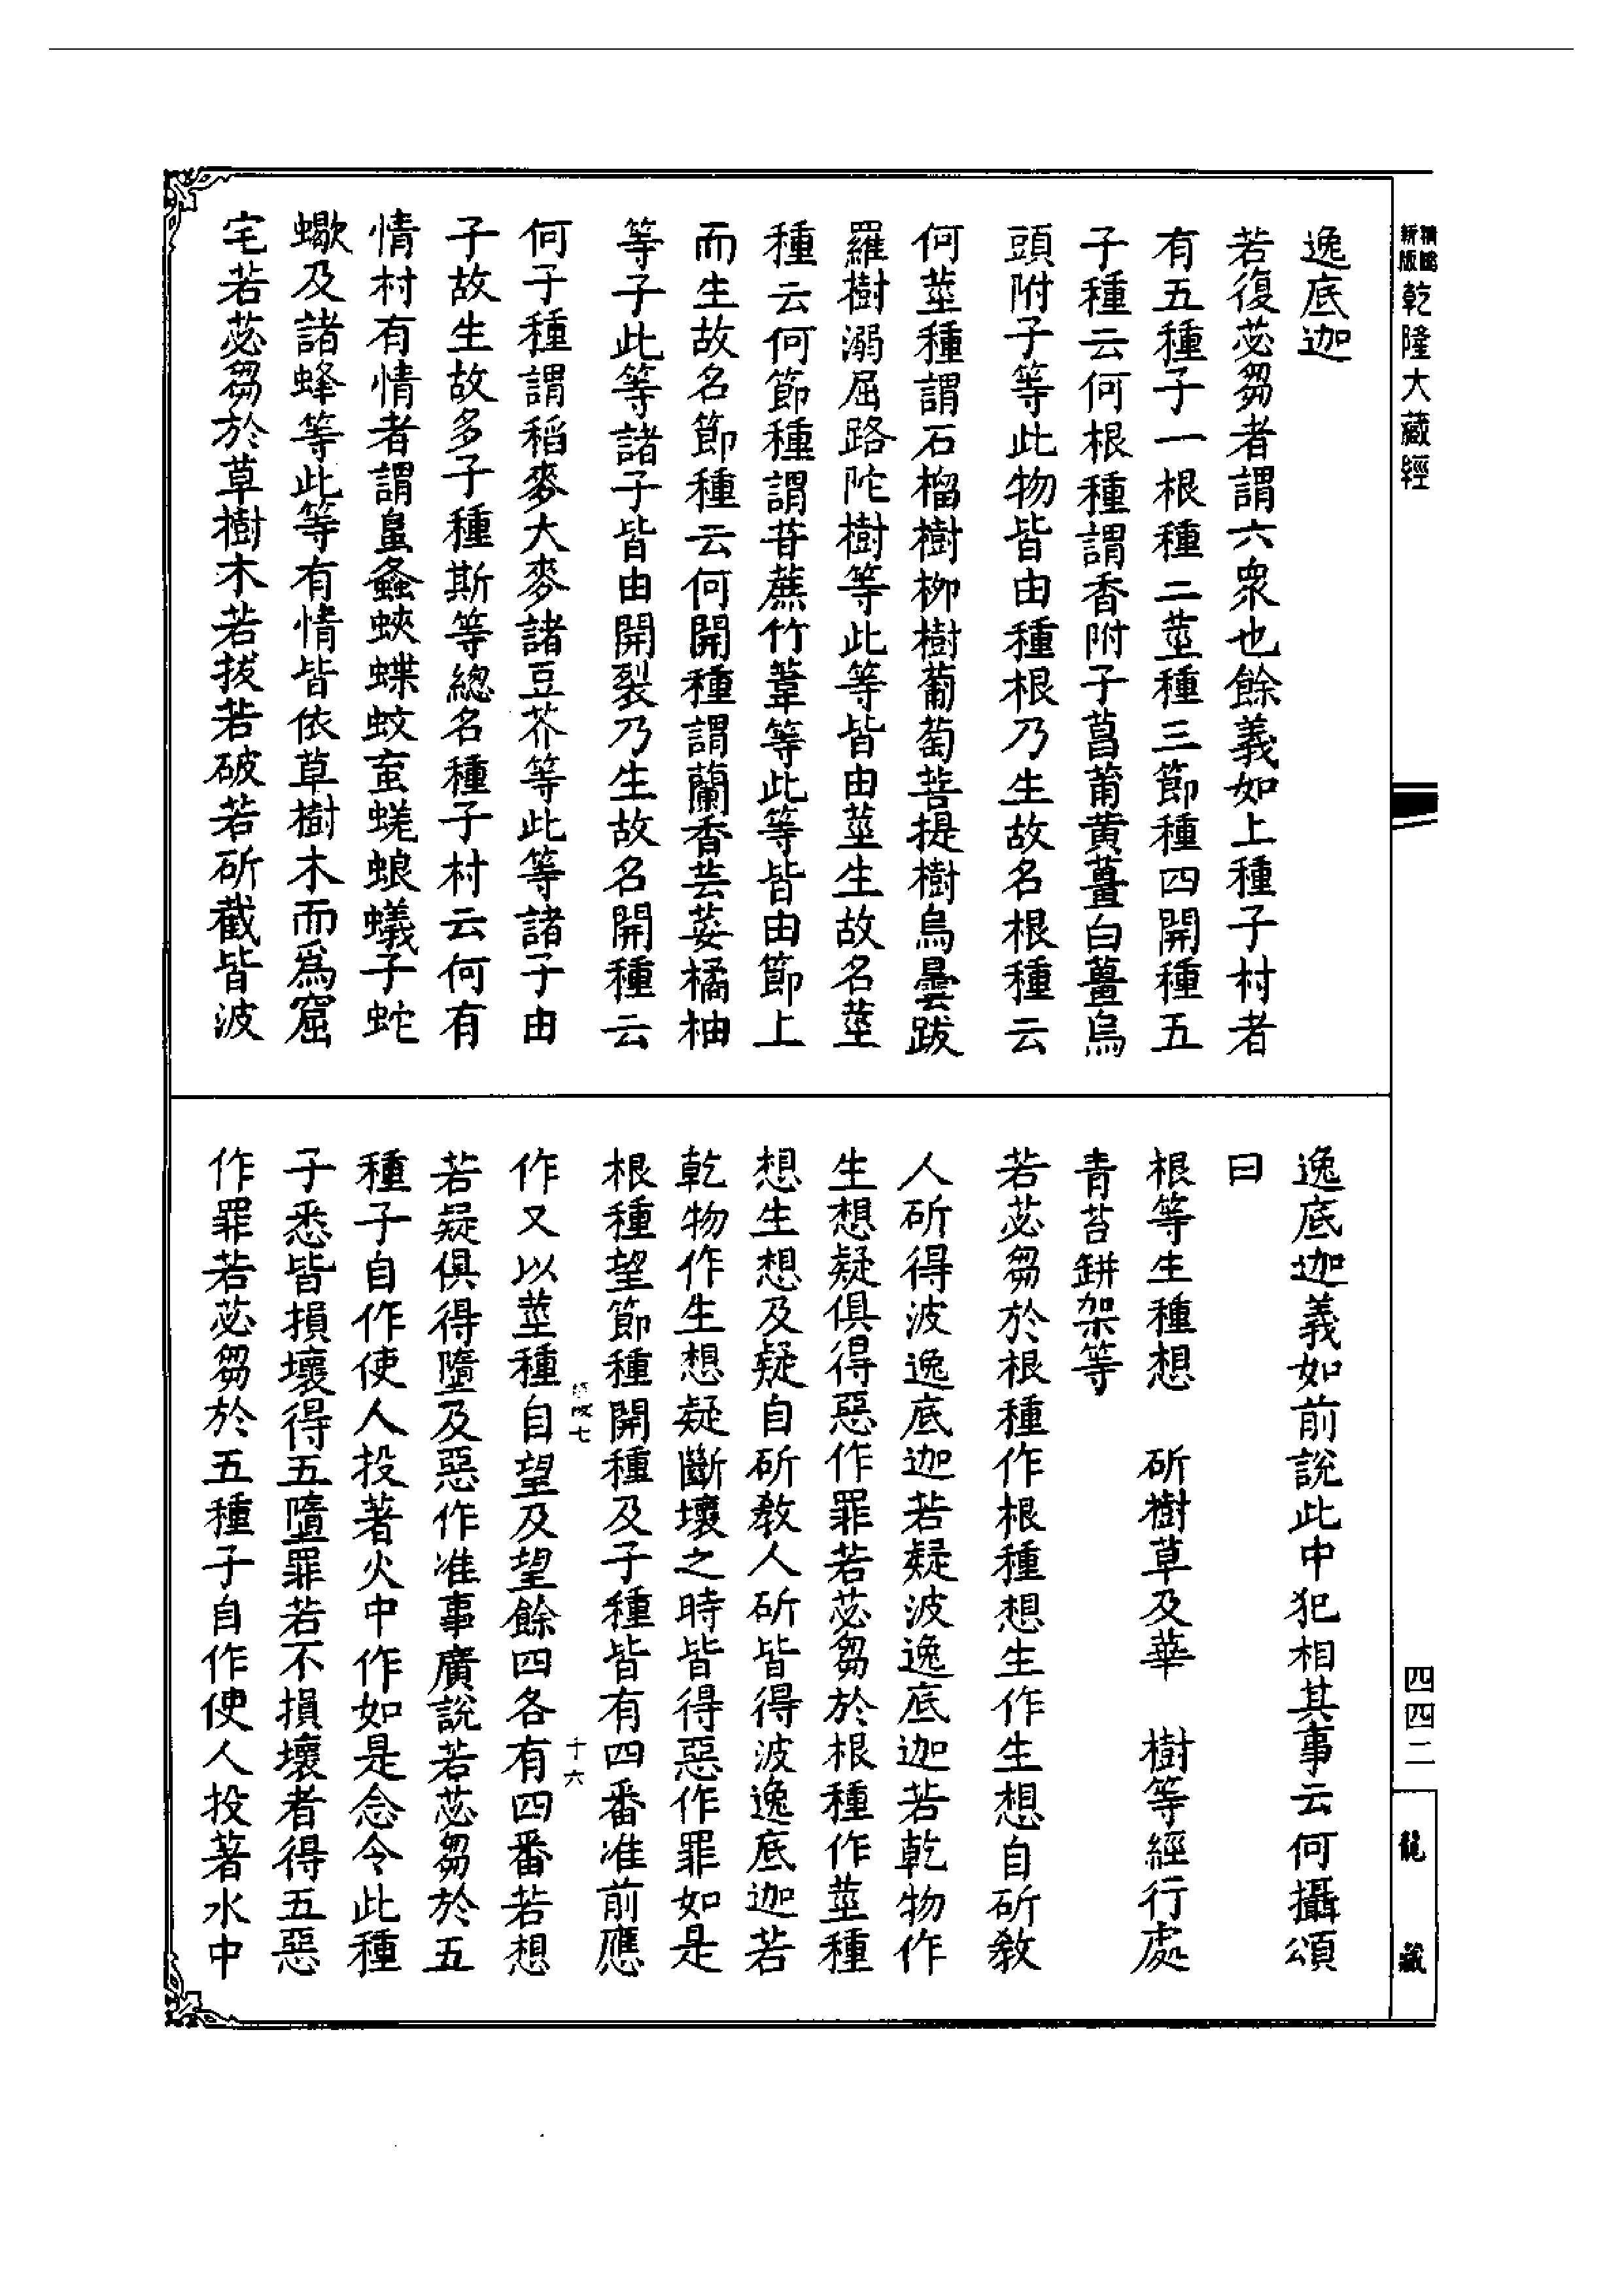 乾隆大藏經
逸底迦
若復苾芻者謂六衆也餘義如上種子村者
有五種子一根種二莖種三節種四開種五
子種云何根種謂香附子菖蒲黄薑白薑烏
頭附子等此物皆由種根乃生故名根種云
何莖種謂石榴樹栁樹葡萄菩提樹烏曇跋
羅樹溺屈路陀樹等此等皆由莖生故名莖
種云何節種謂苷蔗竹葦等此等皆由節上
而生故名節種云何開種謂蘭香芸荽橘柚
等子此等諸子皆由開裂乃生故名開種云
何子種謂稻麥大麥諸豆芥等此等諸子由
子故生故多子種斯等總名種子村云何有
情村有情者謂䖟螽蛺蝶蚊䖟蜣蜋蟻子蛇
蠍及諸蜂等此等有情皆依草樹木而爲窟
宅若苾芻於草樹木若拔若破若斫截皆波
逸底迦義如前說此中犯相其事云何攝頌
曰
根等生種想　斫樹草及華　樹等經行處
青苔缾架等
若苾芻於根種作根種想生作生想自斫教
人斫得波逸底迦若疑波逸底迦若乾物作
生想疑俱得惡作罪若苾芻於根種作莖種
想生想及疑自斫教人斫皆得波逸底迦若
乾物作生想疑斷壞之時皆得惡作罪如是
根種望節種開種及子種皆有四番准前應
作又以莖種自望及望餘四各有四番若想
若疑俱得墮及惡作准事廣說若苾芻於五
種子自作使人投著火中作如是念令此種
子悉皆損壞得五墮罪若不損壞者得五惡
作罪若苾芻於五種子自作使人投著水中
十六
四四二
龍藏